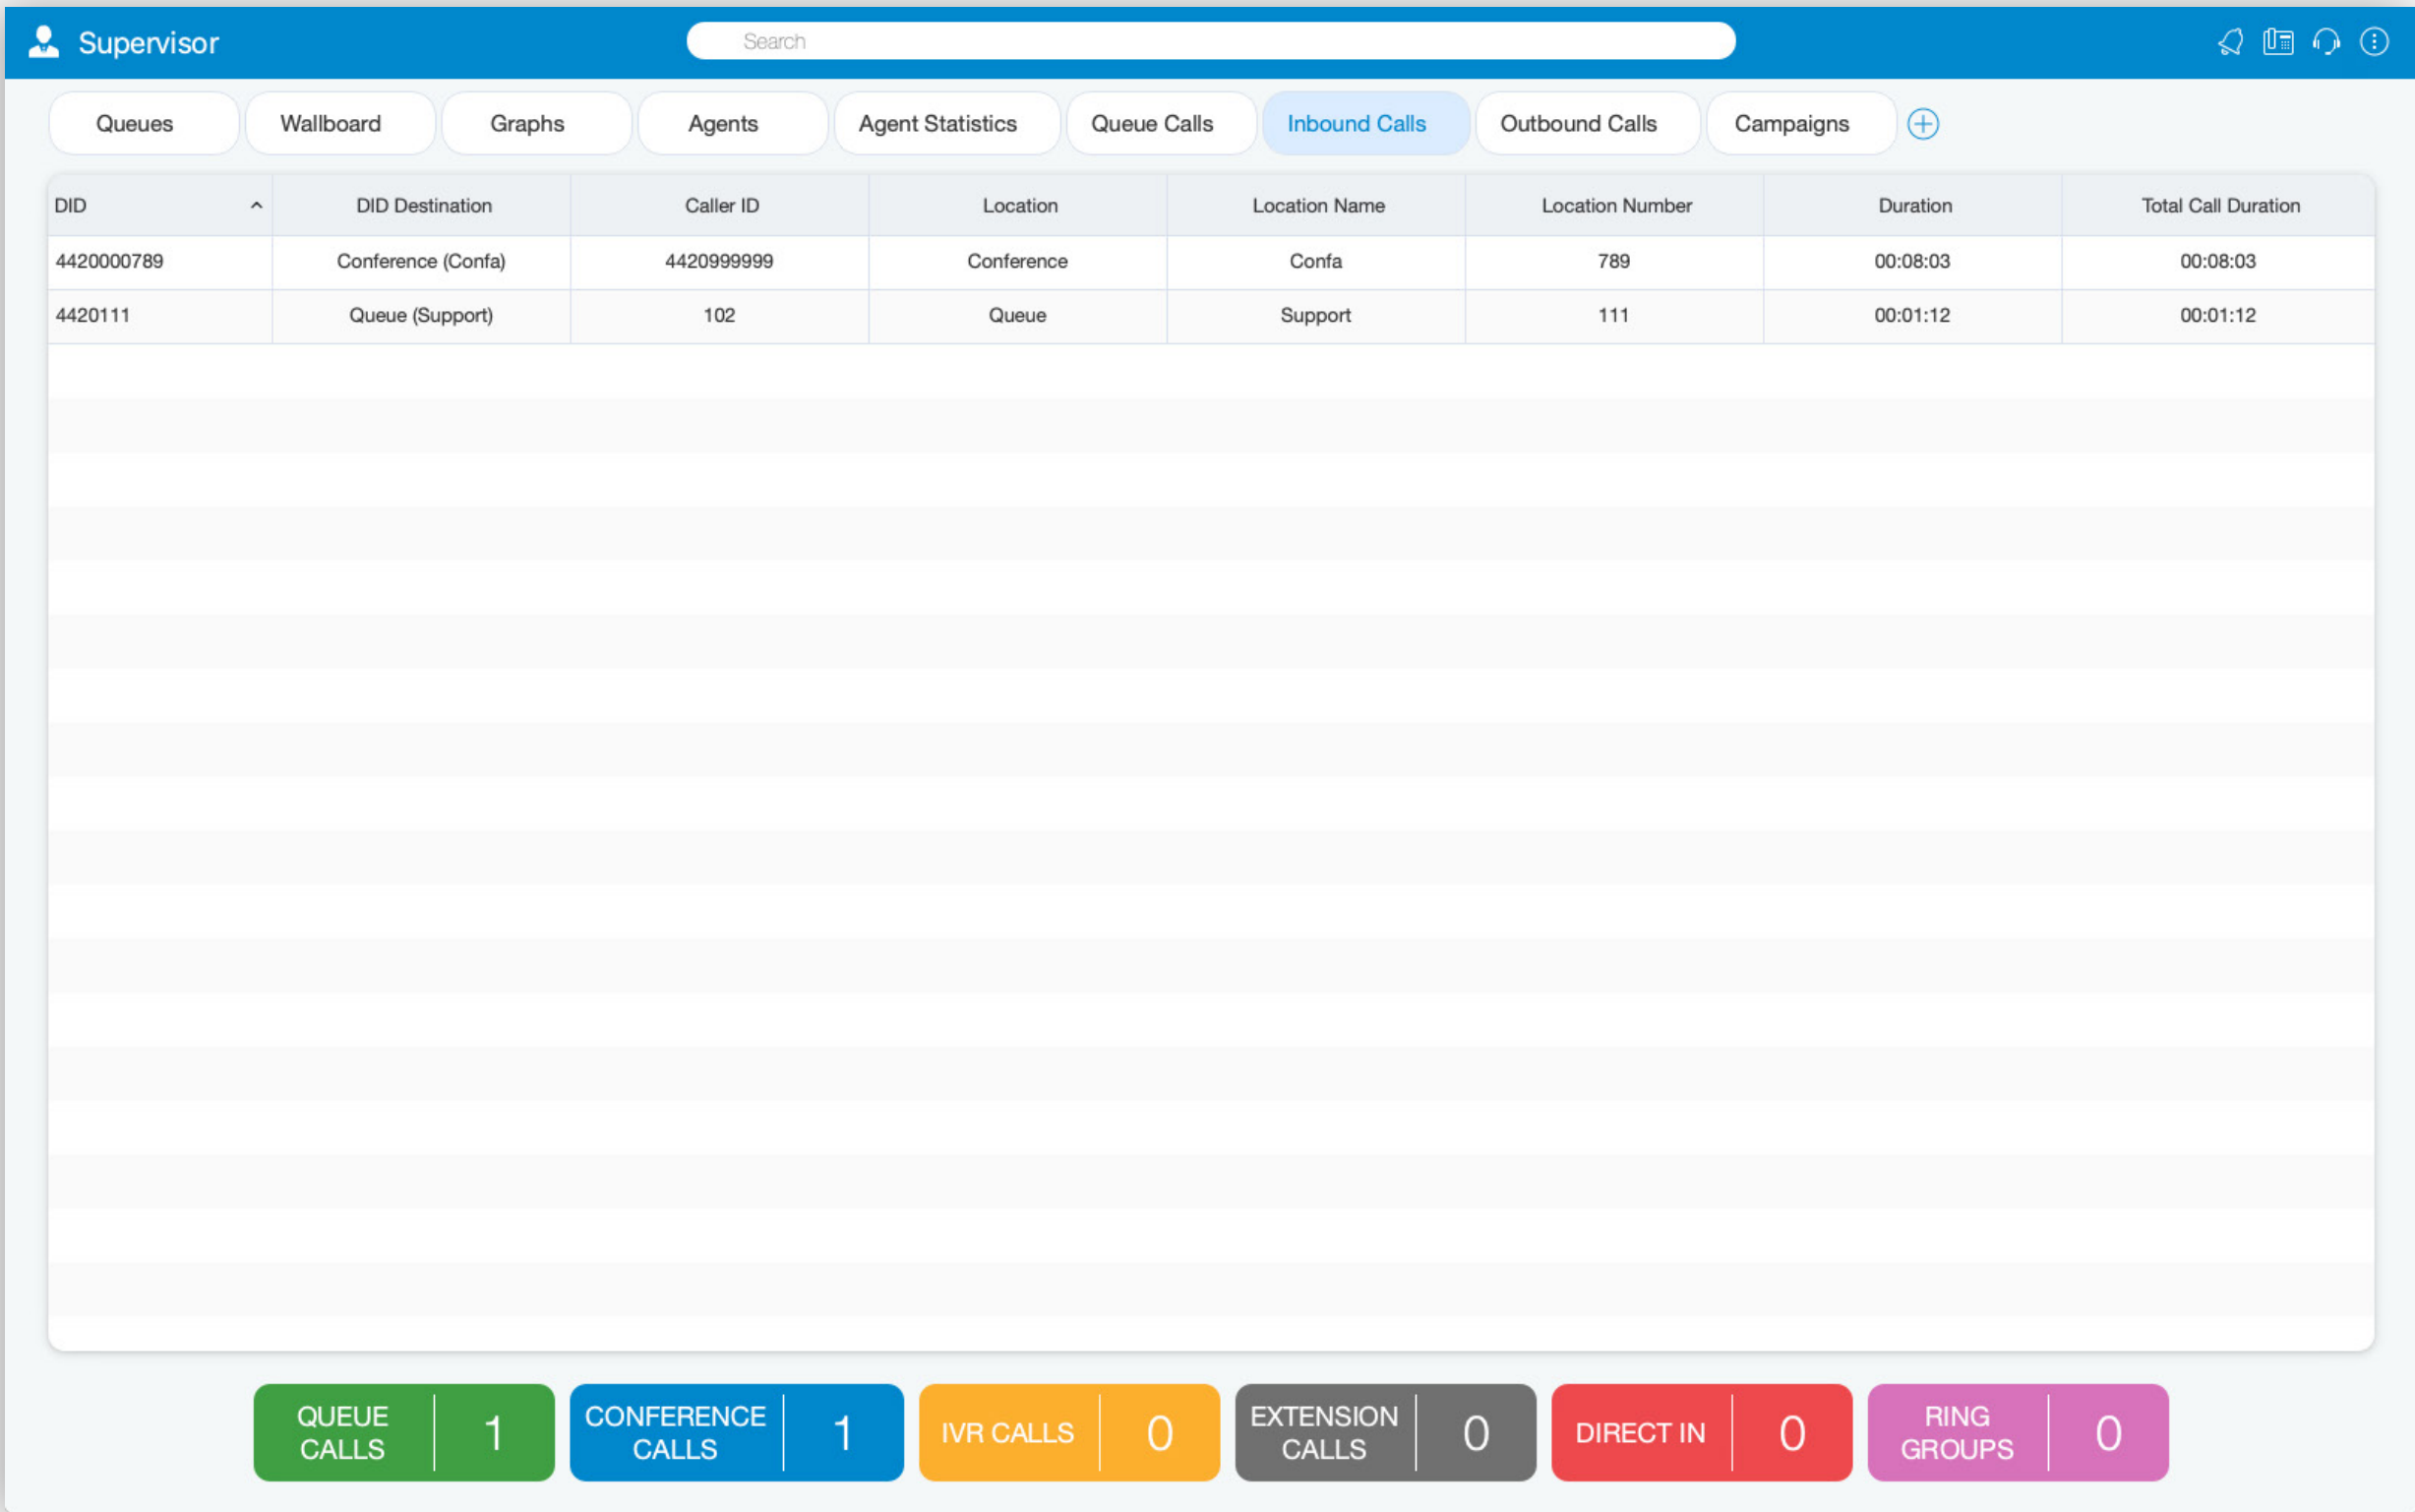 Supervisor Search
Queues Wallboard Graphs Agents Agent Statistics Queue Calls Inbound Calls Outbound Calls Campaigns
DID DID Destination Caller ID Location Location Name Location Number Duration Total Call Duration
4420000789 Conference (Confa) 4420999999 Conference Confa 789 00:08:03 00:08:03
4420111 Queue (Support) 102 Queue Support 111 00:01:12 00:01:12
QUEUE
CALLS 1
CONFERENCE
CALLS 1
IVR CALLS 0
EXTENSION
CALLS 0
DIRECT IN 0
RING
GROUPS 0